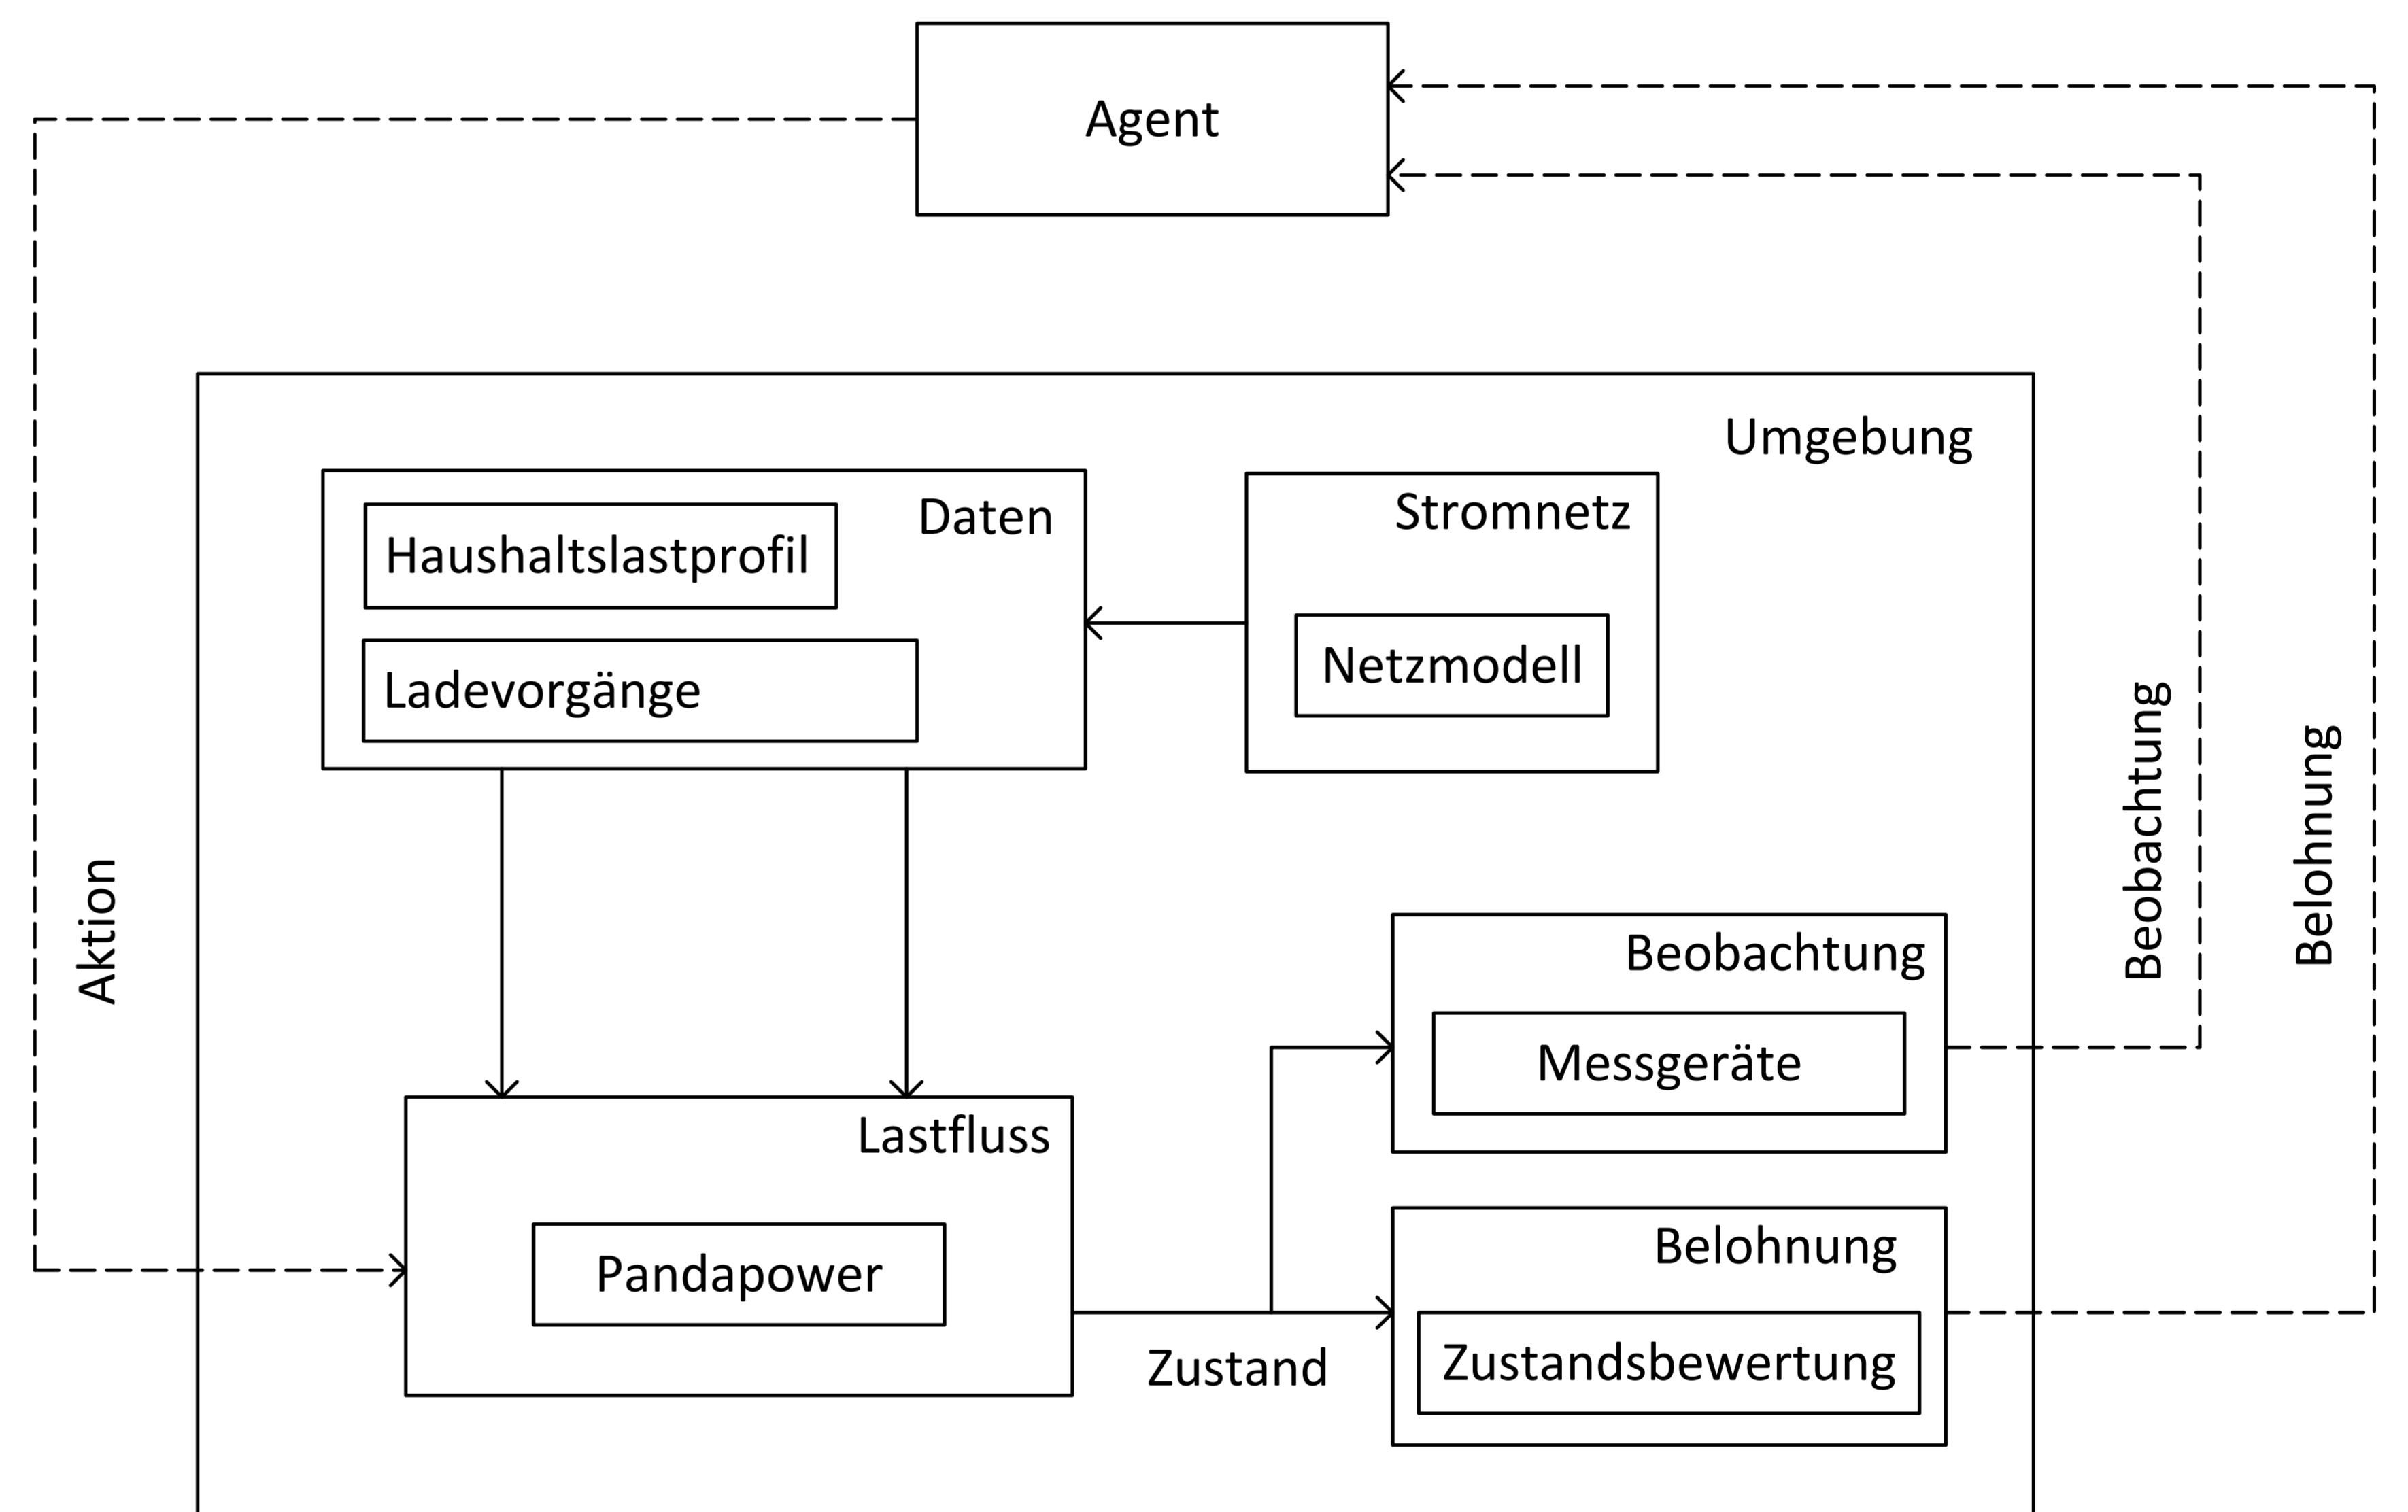 Agent
Umgebung
Daten
Haushaltslastprofil
Ladevorgänge
Stromnetz
Netzmodell
Aktion
Beobachtung
Belohnung
Beobachtung
Messgeräte
Lastfluss
Pandapower
Zustand
Belohnung
Zustandsbewertung